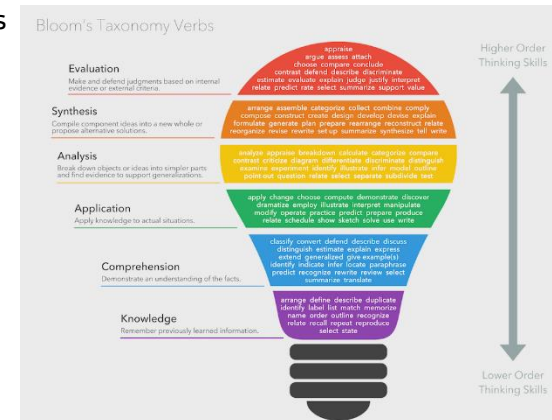 s
Bloom's Taxonomy Verbs
Higher Order
Thinking Skills
Evaluation
Make and defend judgments based on internal
evidence or external criteria.
appraise
argue assess attach
choose compare conclude
contrast defend describe discriminate
estimate evaluate explain judge justify interpret
relate predict rate select summarize support value
Synthesis
Compile component ideas into a new whole or
propose alternative solutions.
arrange assemble categorize collect combine comply
compose construct create design develop devise explain
formulate generate plan prepare rearrange reconstruct relate
reorganize revise rewrite set-up summarize synthesize tell write
Analysis
Break down objects or ideas into simpler parts
and find evidence to support generalizations.
analyze appraise breakdown calculate categorize compare
contrast criticize diagram differentiate discriminate distinguish
examine experiment identify illustrate infer model outline
point-out question relate select separate subdivide test
Application
Apply knowledge to actual situations.
apply change choose compute demonstrate discover
dramatize employ illustrate interpret manipulate
modify operate practice predict prepare produce
relate schedule show sketch solve use write
Comprehension
Demonstrate an understanding of the facts.
classify convert defend describe discuss
distinguish estimate explain express
extend generalized give example(s)
identify indicate infer locate paraphrase
predict recognize rewrite review select
summarize translate
Knowledge
Remember previously learned information.
arrange define describe duplicate
identify label list match memorize
name order outline recognize
relate recall repeat reproduce
select state
Lower Order
Thinking Skills